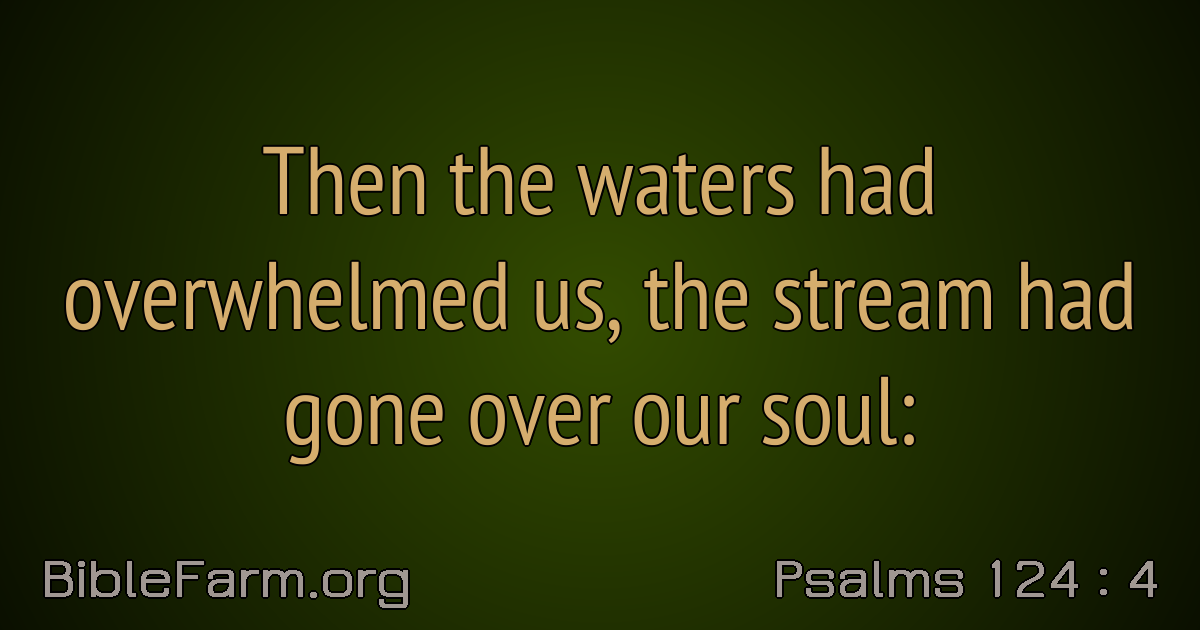 Then the waters had
overwhelmed us, the stream had
gone over our soul:
BibleFarm.org
Psalms 124 : 4